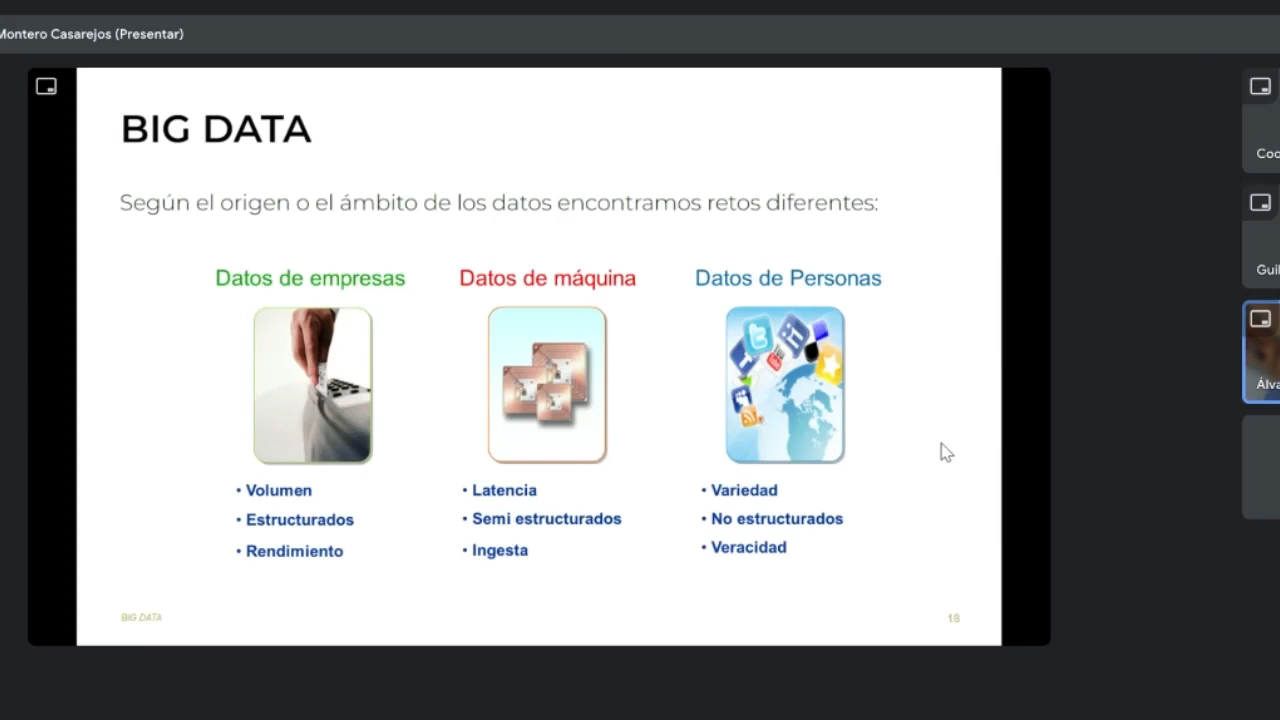 Montero Casarejos (Presentar)
BIG DATA
Según el origen o el ámbito de los datos encontramos retos diferentes:
Datos de empresas
Datos de máquina
Datos de Personas
• Volumen
• Estructurados
• Rendimiento
• Latencia
• Semi estructurados
• Ingesta
• Variedad
• No estructurados
• Veracidad
BIG DATA
18
Coo
Guil
Álva